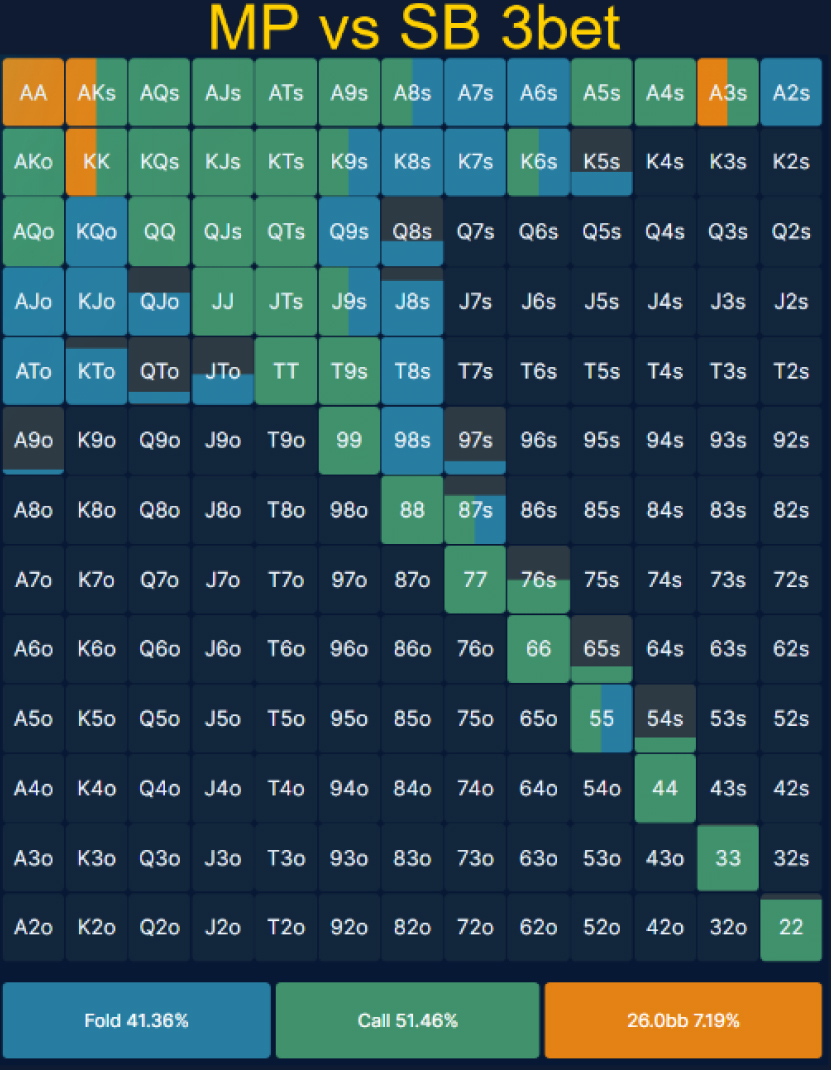 MP vs SB 3bet
AA AKs AQs AJs ATs A9s A8s A7s A6s A5s A4s A3s A2s
AKo KK KQs KJs KTs K9s K8s K7s K6s K5s K4s K3s K2s
AQo KQo QQ QJs QTs Q9s Q8s Q7s Q6s Q5s Q4s Q3s Q2s
AJo KJo QJo JJ JTs J9s J8s J7s J6s J5s J4s J3s J2s
ATo KTo QTo JTo TT T9s T8s T7s T6s T5s T4s T3s T2s
A9o K9o Q9o J9o T9o 99 98s 97s 96s 95s 94s 93s 92s
A8o K8o Q8o J8o T8o 98o 88 87s 86s 85s 84s 83s 82s
A7o K7o Q7o J7o T7o 97o 87o 77 76s 75s 74s 73s 72s
A6o K6o Q6o J6o T6o 96o 86o 76o 66 65s 64s 63s 62s
A5o K5o Q5o J5o T5o 95o 85o 75o 65o 55 54s 53s 52s
A4o K4o Q4o J4o T4o 94o 84o 74o 64o 54o 44 43s 42s
A3o K3o Q3o J3o T3o 93o 83o 73o 63o 53o 43o 33 32s
A2o K2o Q2o J2o T2o 92o 82o 72o 62o 52o 42o 32o 22
Fold 41.36% Call 51.46% 26.0bb 7.19%